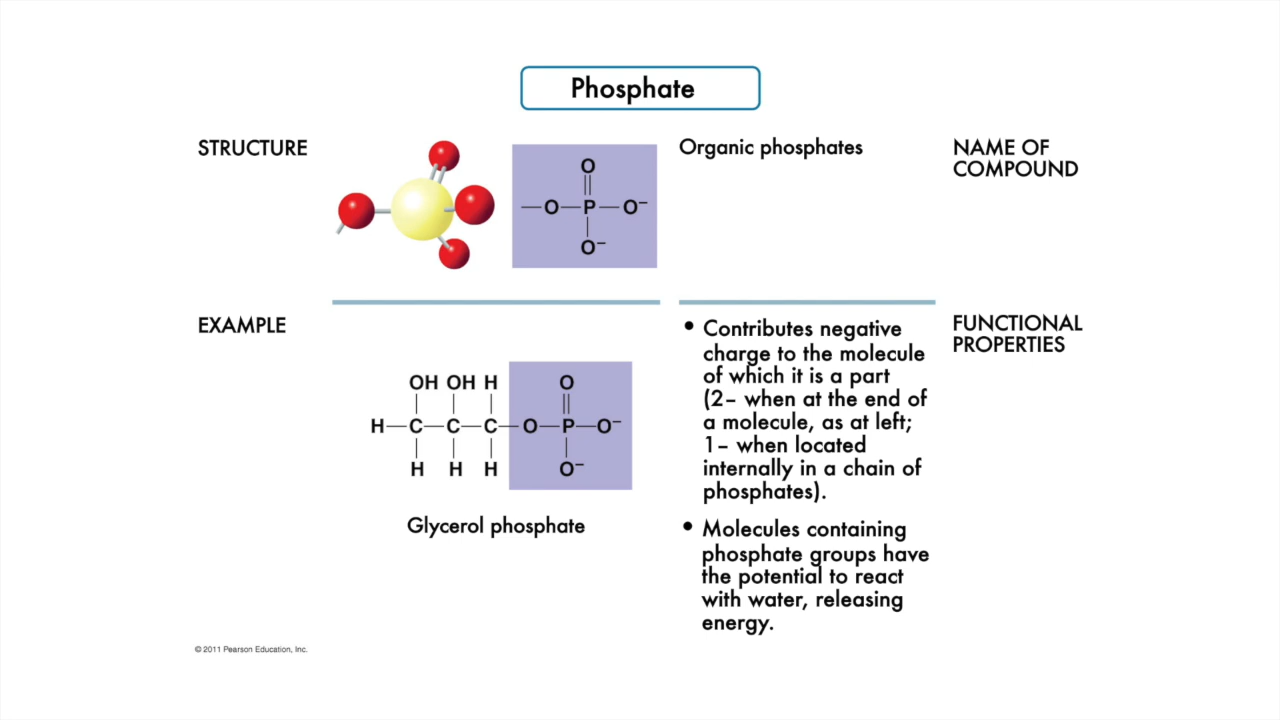 Phosphate
STRUCTURE
O
—O—P—O−
O−
Organic phosphates
NAME OF
COMPOUND
EXAMPLE
OH OH H O
H—C—C—C—O—P—O−
H H H O−
Glycerol phosphate
• Contributes negative
charge to the molecule
of which it is a part
(2– when at the end of
a molecule, as at left;
1– when located
internally in a chain of
phosphates).
• Molecules containing
phosphate groups have
the potential to react
with water, releasing
energy.
FUNCTIONAL
PROPERTIES
© 2011 Pearson Education, Inc.